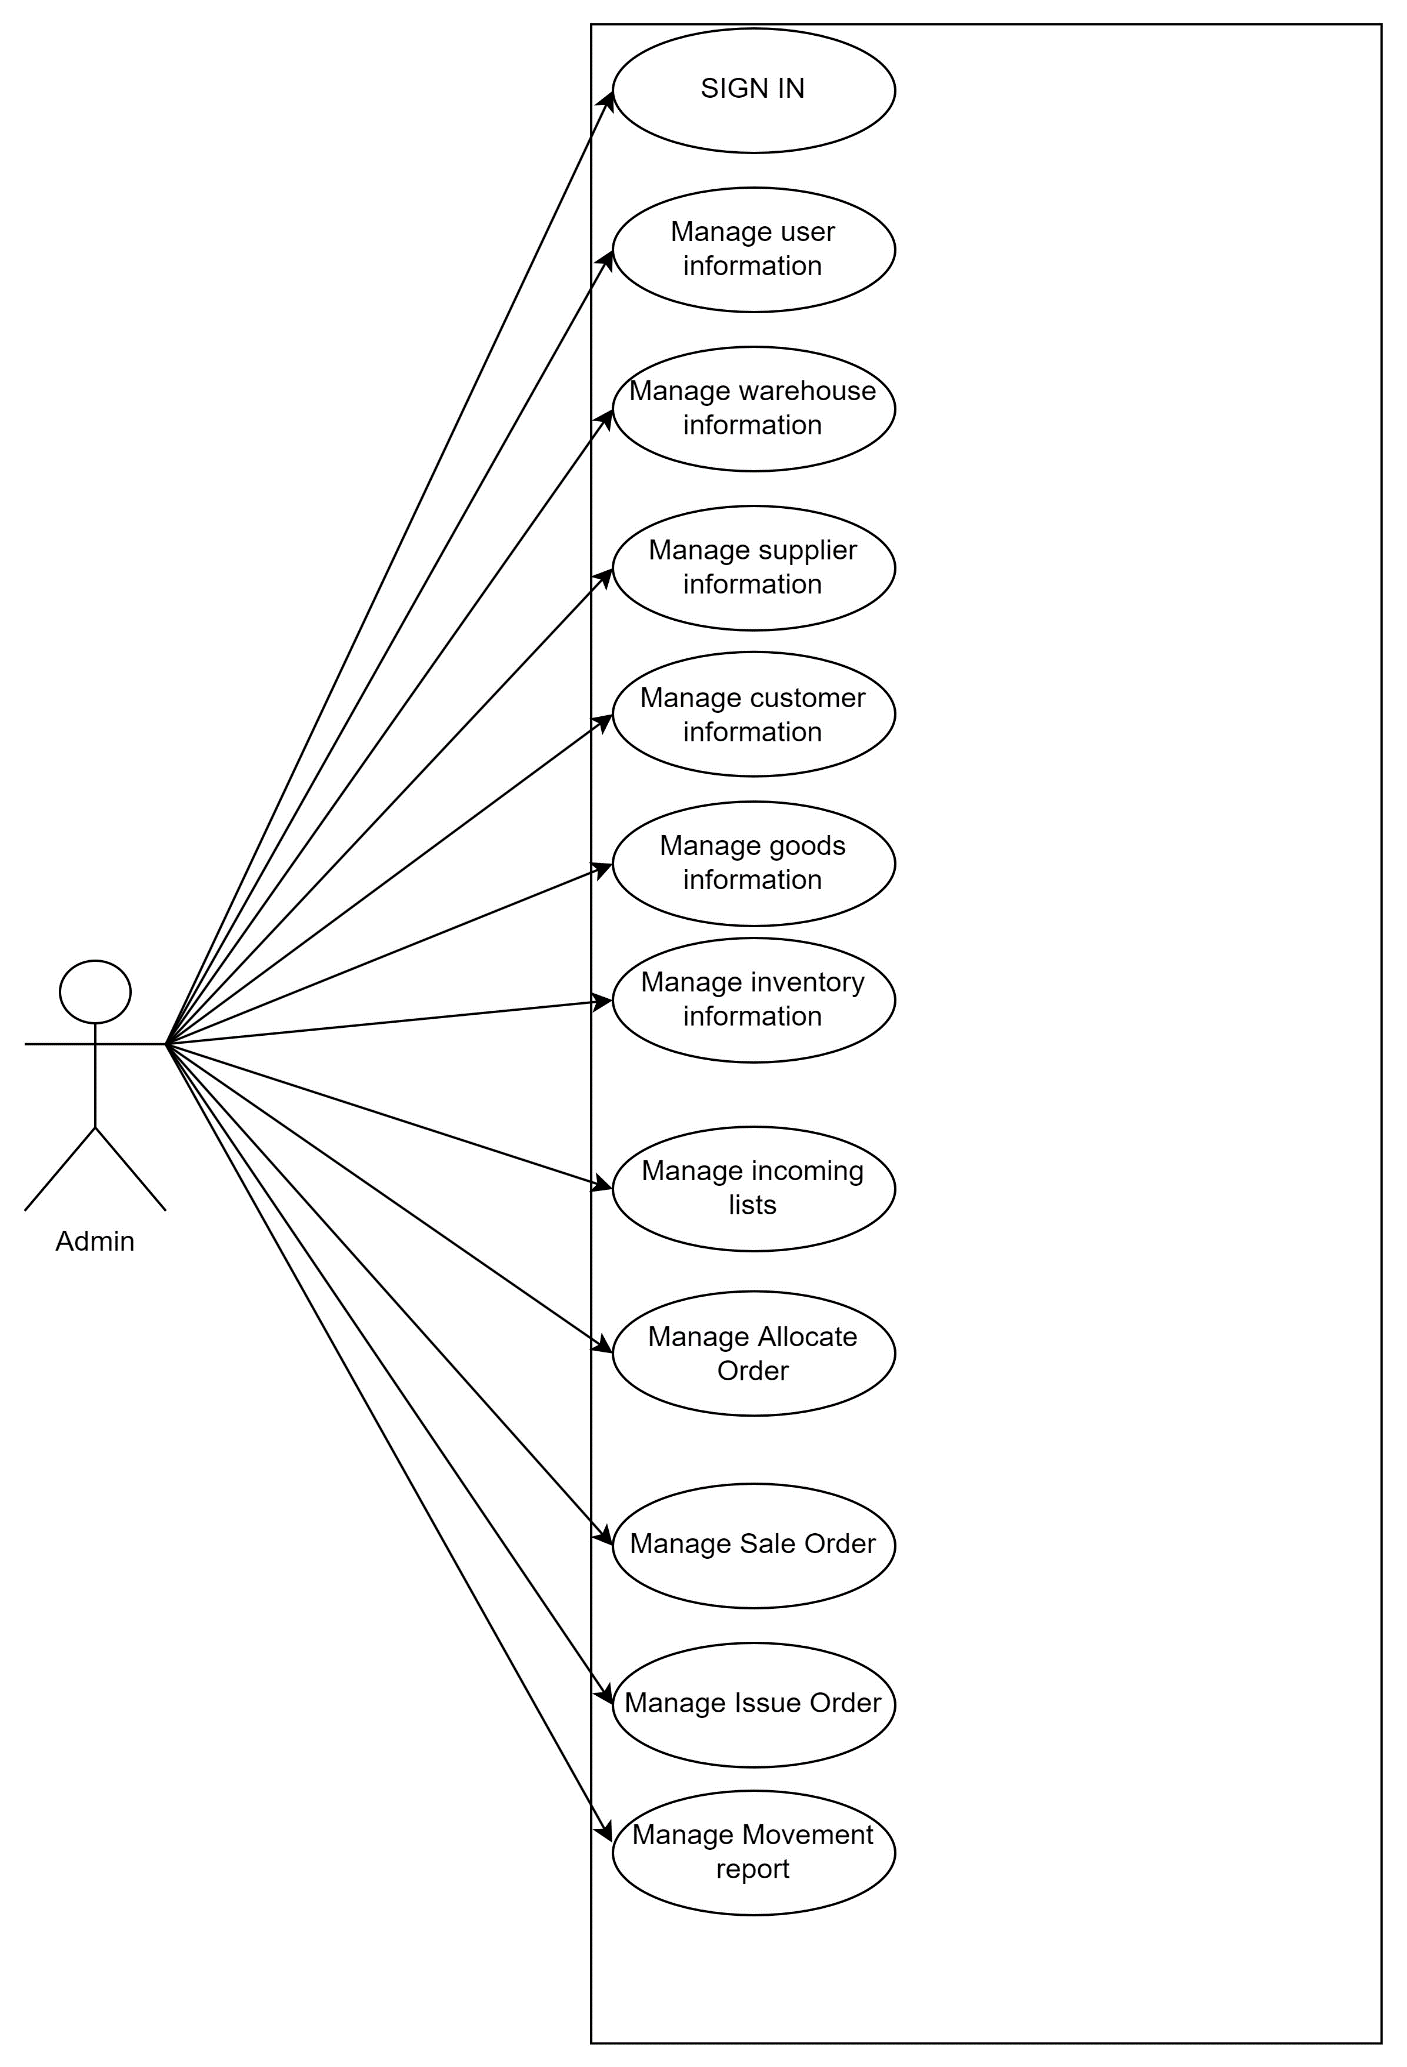 SIGN IN
Manage user
information
Manage warehouse
information
Manage supplier
information
Manage customer
information
Manage goods
information
Manage inventory
information
Manage incoming
lists
Admin
Manage Allocate
Order
Manage Sale Order
Manage Issue Order
Manage Movement
report